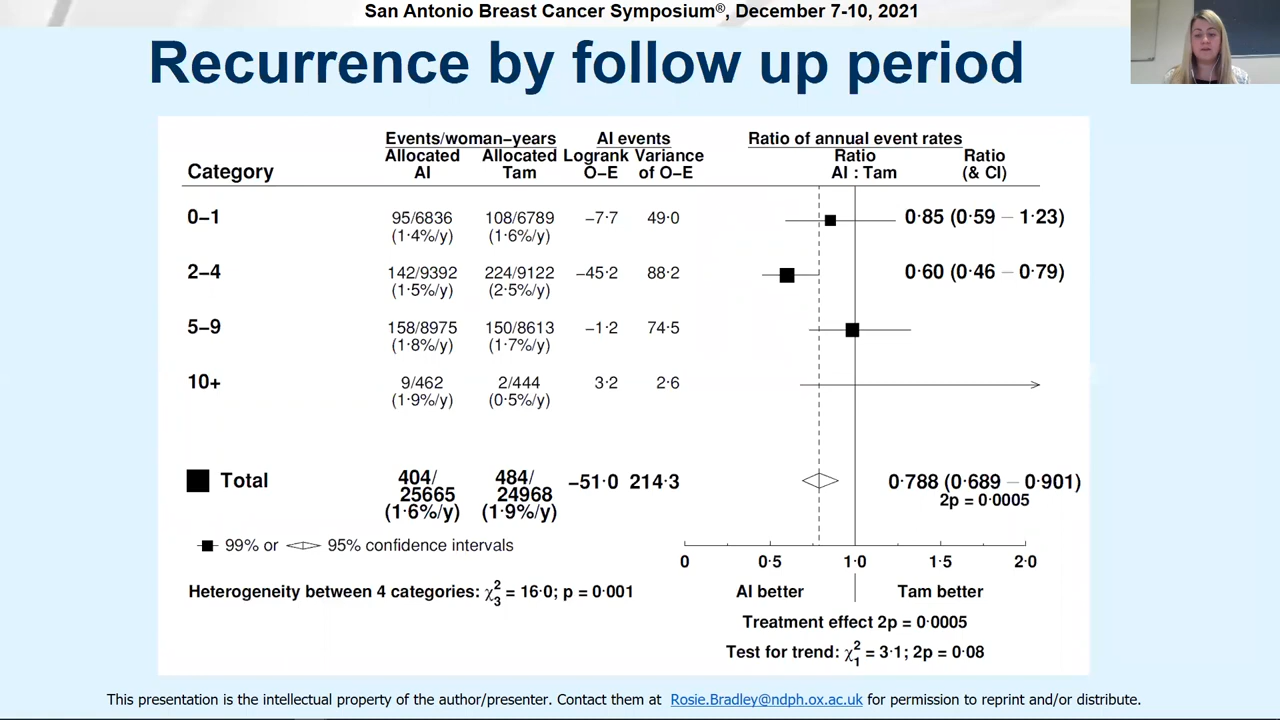 San Antonio Breast Cancer Symposium®, December 7-10, 2021
Recurrence by follow up period
Events/woman−years AI events Ratio of annual event rates
Allocated Allocated Logrank Variance Ratio Ratio
Category AI Tam O−E of O−E AI : Tam (& CI)
0−1 95/6836 108/6789 −7·7 49·0 0·85 (0·59 − 1·23)
(1·4%/y) (1·6%/y)
2−4 142/9392 224/9122 −45·2 88·2 0·60 (0·46 − 0·79)
(1·5%/y) (2·5%/y)
5−9 158/8975 150/8613 −1·2 74·5
(1·8%/y) (1·7%/y)
10+ 9/462 2/444 3·2 2·6
(1·9%/y) (0·5%/y)
Total 404/ 484/ −51·0 214·3 0·788 (0·689 − 0·901)
25665 24968 2p = 0·0005
(1·6%/y) (1·9%/y)
99% or 95% confidence intervals
0 0·5 1·0 1·5 2·0
Heterogeneity between 4 categories: χ²₃ = 16·0; p = 0·001 AI better Tam better
Treatment effect 2p = 0·0005
Test for trend: χ²₁ = 3·1; 2p = 0·08
This presentation is the intellectual property of the author/presenter. Contact them at Rosie.Bradley@ndph.ox.ac.uk for permission to reprint and/or distribute.